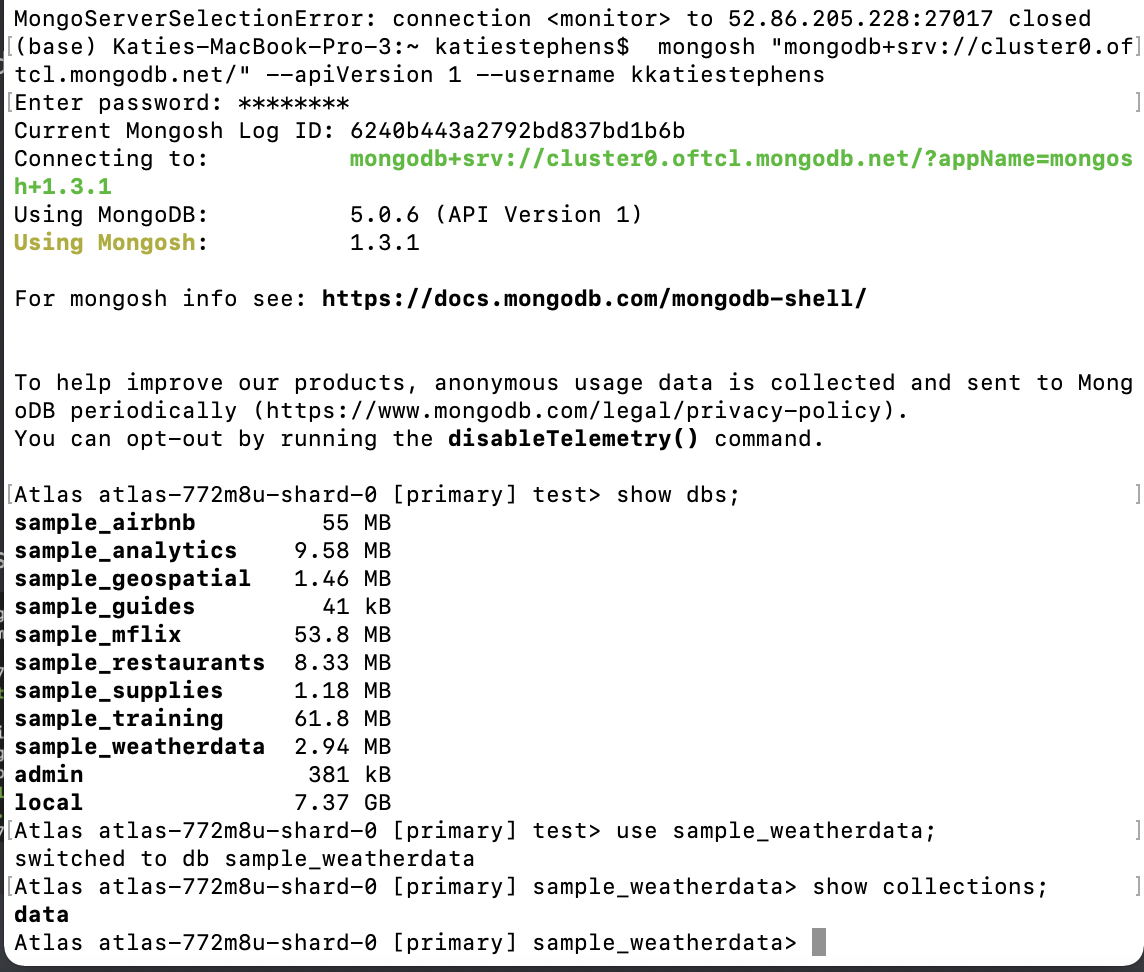 MongoServerSelectionError: connection <monitor> to 52.86.205.228:27017 closed
[(base) Katies-MacBook-Pro-3:~ katiestephens$  mongosh "mongodb+srv://cluster0.of]
tcl.mongodb.net/" --apiVersion 1 --username kkatiestephens
[Enter password: ******** ]
Current Mongosh Log ID: 6240b443a2792bd837bd1b6b
Connecting to:          mongodb+srv://cluster0.oftcl.mongodb.net/?appName=mongos
h+1.3.1
Using MongoDB:          5.0.6 (API Version 1)
Using Mongosh:          1.3.1
For mongosh info see: https://docs.mongodb.com/mongodb-shell/
To help improve our products, anonymous usage data is collected and sent to Mong
oDB periodically (https://www.mongodb.com/legal/privacy-policy).
You can opt-out by running the disableTelemetry() command.
[Atlas atlas-772m8u-shard-0 [primary] test> show dbs; ]
sample_airbnb         55 MB
sample_analytics    9.58 MB
sample_geospatial   1.46 MB
sample_guides         41 kB
sample_mflix        53.8 MB
sample_restaurants  8.33 MB
sample_supplies     1.18 MB
sample_training     61.8 MB
sample_weatherdata  2.94 MB
admin                381 kB
local               7.37 GB
[Atlas atlas-772m8u-shard-0 [primary] test> use sample_weatherdata; ]
switched to db sample_weatherdata
[Atlas atlas-772m8u-shard-0 [primary] sample_weatherdata> show collections; ]
data
Atlas atlas-772m8u-shard-0 [primary] sample_weatherdata>